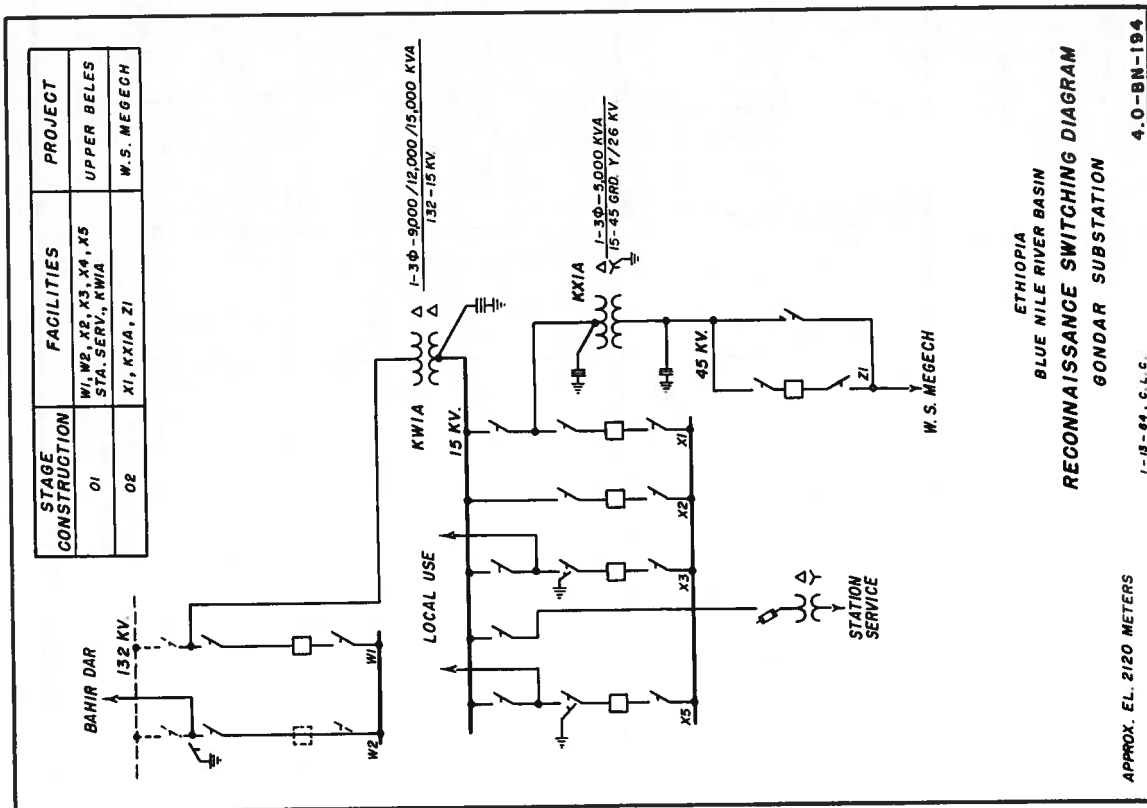 STAGE CONSTRUCTION
FACILITIES
PROJECT
01
W1, W2, X2, X3, X4, X5
STA. SERV., KW1A
UPPER BELES
02
X1, KX1A, Z1
W.S. MEGECH
BAHIR DAR
132 KV.
W2
W1
KW1A
1-3Φ-9,000/12,000/15,000 KVA
132-15 KV.
Δ
Δ
15 KV.
LOCAL USE
X5
X3
X2
X1
STATION
SERVICE
Δ
Y
KX1A
1-3Φ-5,000 KVA
15-45 GRD. Y/26 KV.
Δ
Y
45 KV.
Z1
W.S. MEGECH
ETHIOPIA
BLUE NILE RIVER BASIN
RECONNAISSANCE SWITCHING DIAGRAM
GONDAR SUBSTATION
APPROX. EL. 2120 METERS
1-13-64, C.L.C.
4.0-BN-194